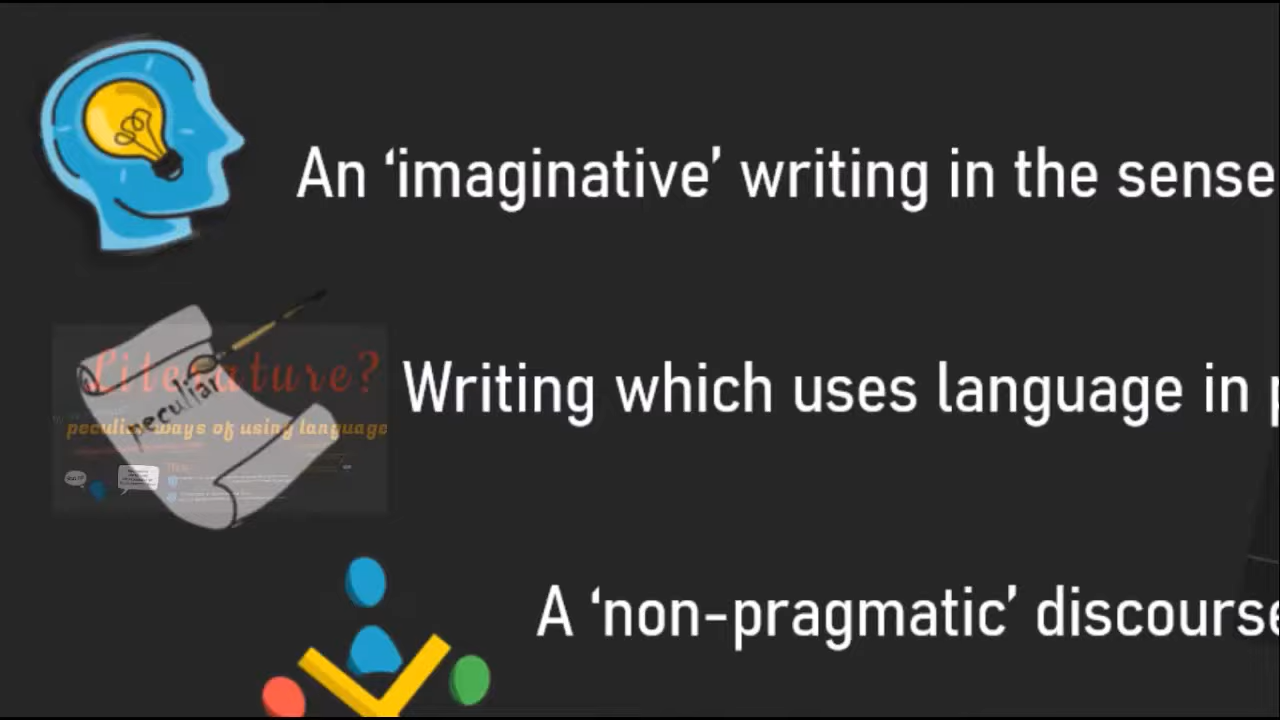 An ‘imaginative’ writing in the sense
Literature?
peculiar
peculiar ways of using language
Writing which uses language in p
A ‘non-pragmatic’ discourse